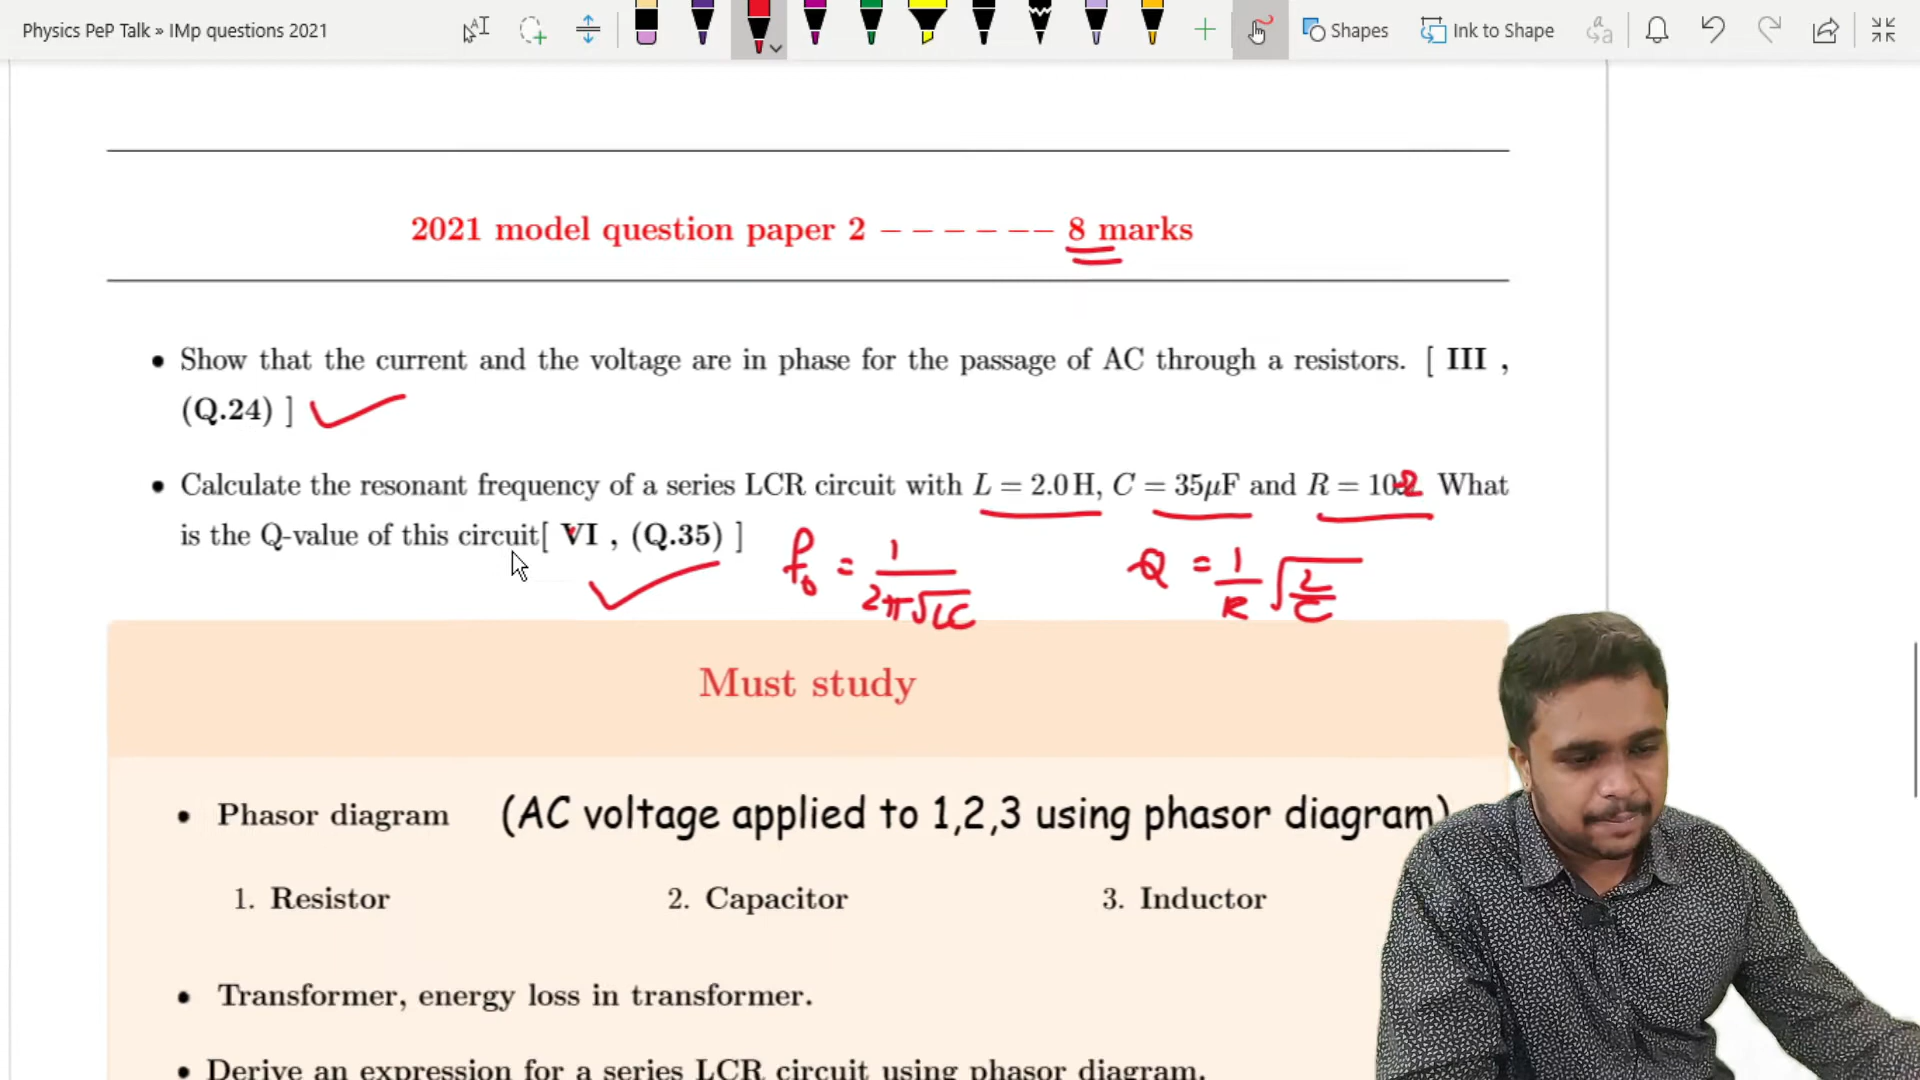 Physics PeP Talk » IMp questions 2021
Shapes
Ink to Shape
2021 model question paper 2 − − − − − − 8 marks
• Show that the current and the voltage are in phase for the passage of AC through a resistors. [ III ,
(Q.24) ]
• Calculate the resonant frequency of a series LCR circuit with L = 2.0 H, C = 35μF and R = 10Ω What
is the Q-value of this circuit[ VI , (Q.35) ]
f₀ = 1/2π√LC
Q = 1/R √L/C
Must study
• Phasor diagram (AC voltage applied to 1,2,3 using phasor diagram)
1. Resistor 2. Capacitor 3. Inductor
• Transformer, energy loss in transformer.
• Derive an expression for a series LCR circuit using phasor diagram.